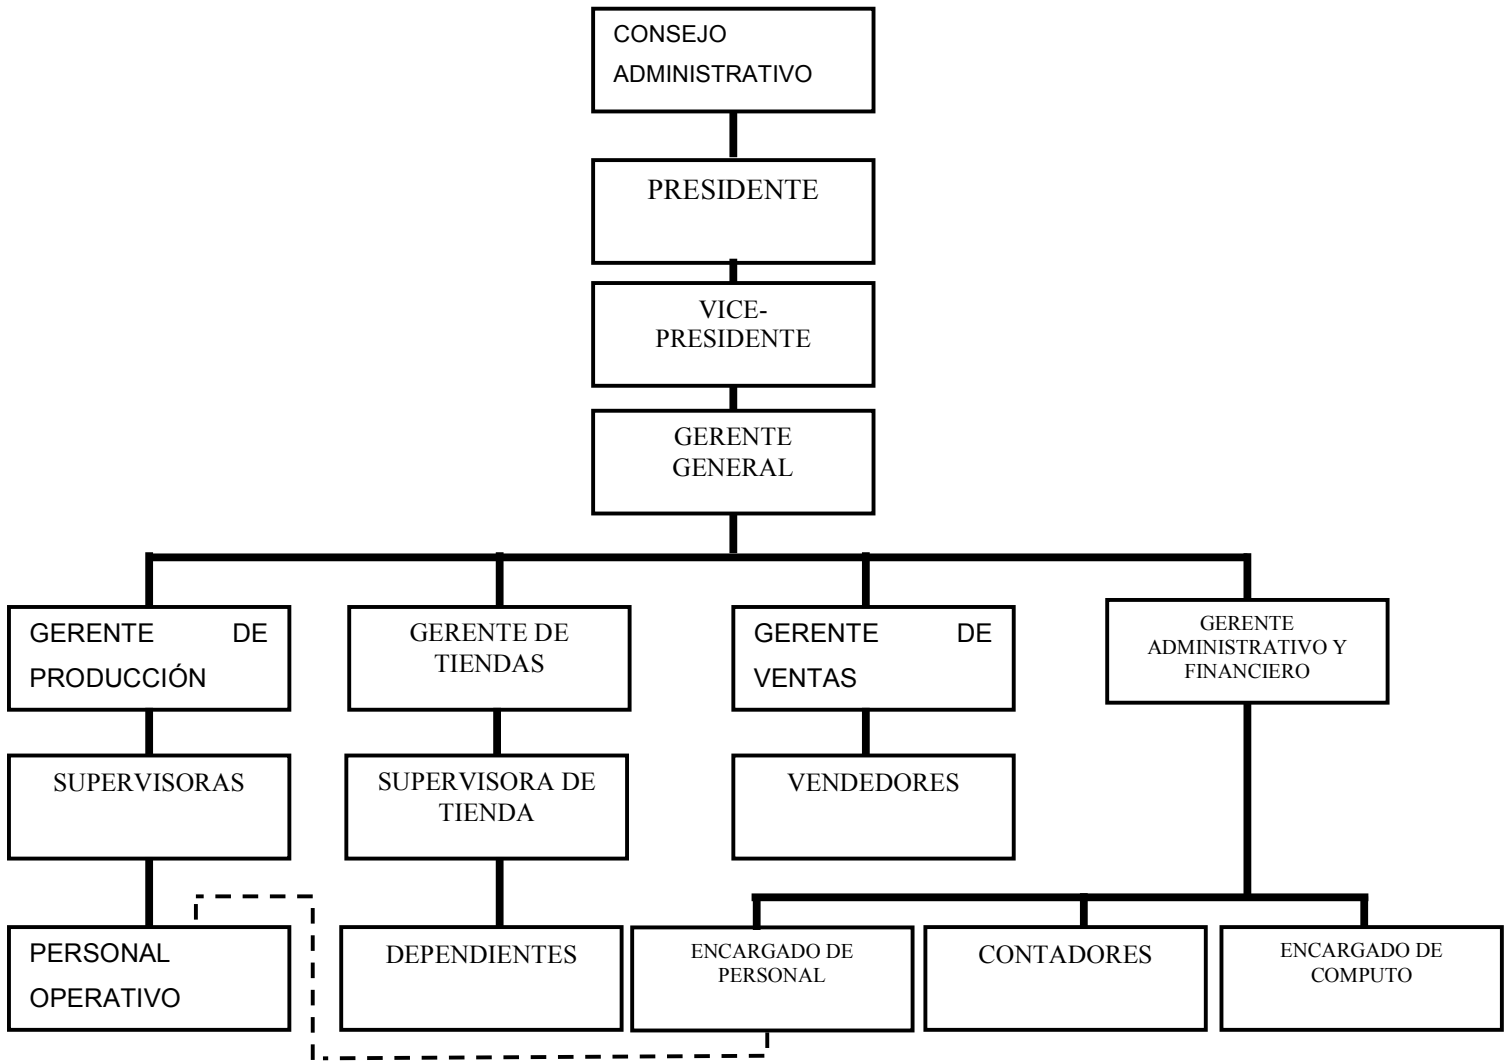 CONSEJO
ADMINISTRATIVO
PRESIDENTE
VICE-
PRESIDENTE
GERENTE
GENERAL
GERENTE DE
PRODUCCIÓN
GERENTE DE
TIENDAS
GERENTE DE
VENTAS
GERENTE
ADMINISTRATIVO Y
FINANCIERO
SUPERVISORAS
SUPERVISORA DE
TIENDA
VENDEDORES
PERSONAL
OPERATIVO
DEPENDIENTES
ENCARGADO DE
PERSONAL
CONTADORES
ENCARGADO DE
COMPUTO